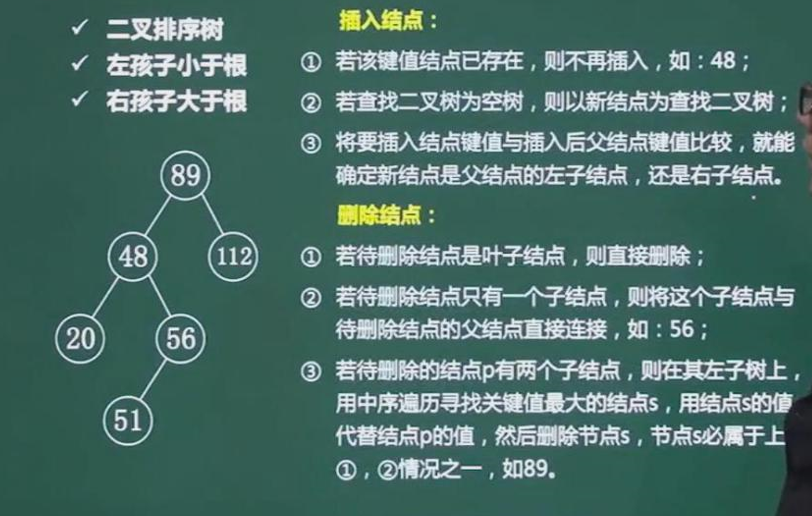 ✓ 二叉排序树
✓ 左孩子小于根
✓ 右孩子大于根
89
48
112
20
56
51
插入结点：
① 若该键值结点已存在，则不再插入，如：48；
② 若查找二叉树为空树，则以新结点为查找二叉树；
③ 将要插入结点键值与插入后父结点键值比较，就能
确定新结点是父结点的左子结点，还是右子结点。
删除结点：
① 若待删除结点是叶子结点，则直接删除；
② 若待删除结点只有一个子结点，则将这个子结点与
待删除结点的父结点直接连接，如：56；
③ 若待删除的结点p有两个子结点，则在其左子树上，
用中序遍历寻找关键值最大的结点s，用结点s的值
代替结点p的值，然后删除节点s，节点s必属于上
①，②情况之一，如89。